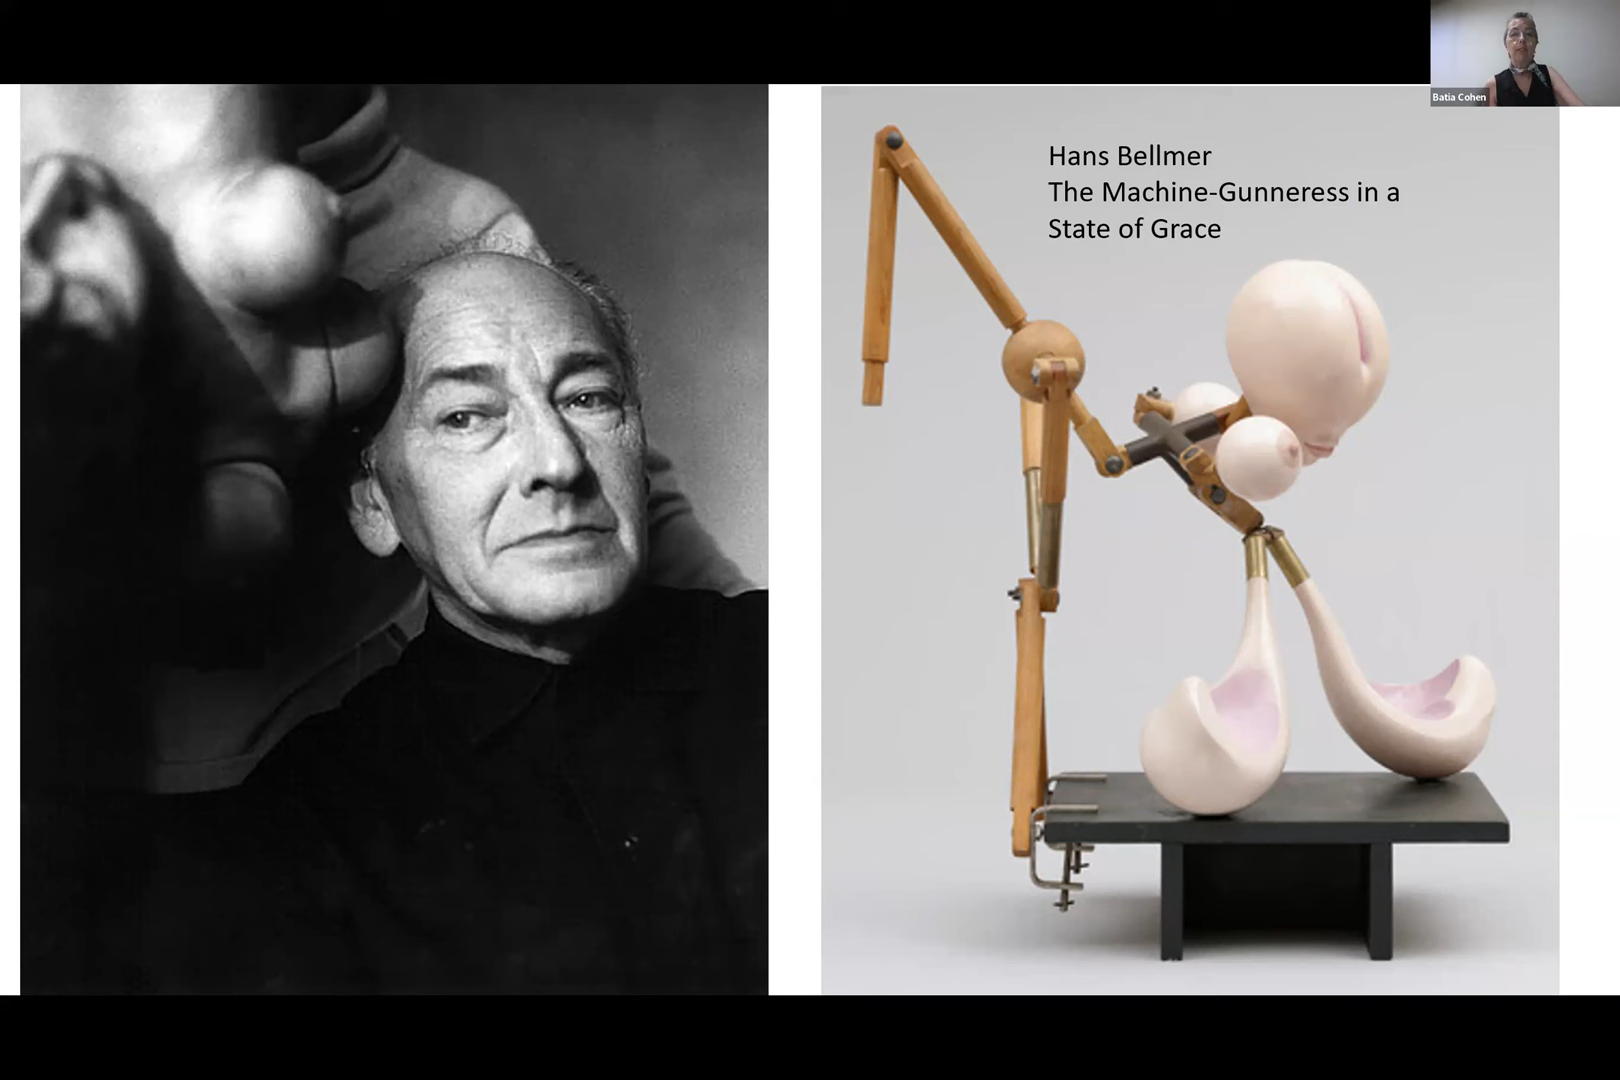 Batia Cohen
Hans Bellmer
The Machine-Gunneress in a
State of Grace